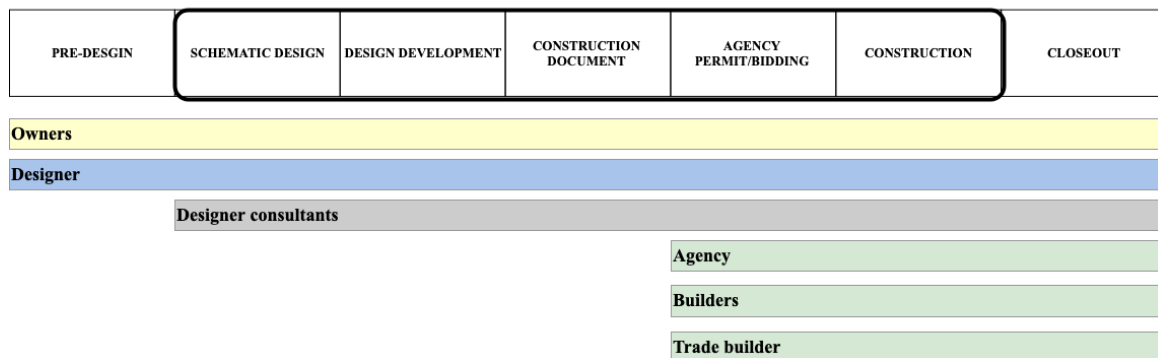 PRE-DESGIN
SCHEMATIC DESIGN
DESIGN DEVELOPMENT
CONSTRUCTION
DOCUMENT
AGENCY
PERMIT/BIDDING
CONSTRUCTION
CLOSEOUT
Owners
Designer
Designer consultants
Agency
Builders
Trade builder